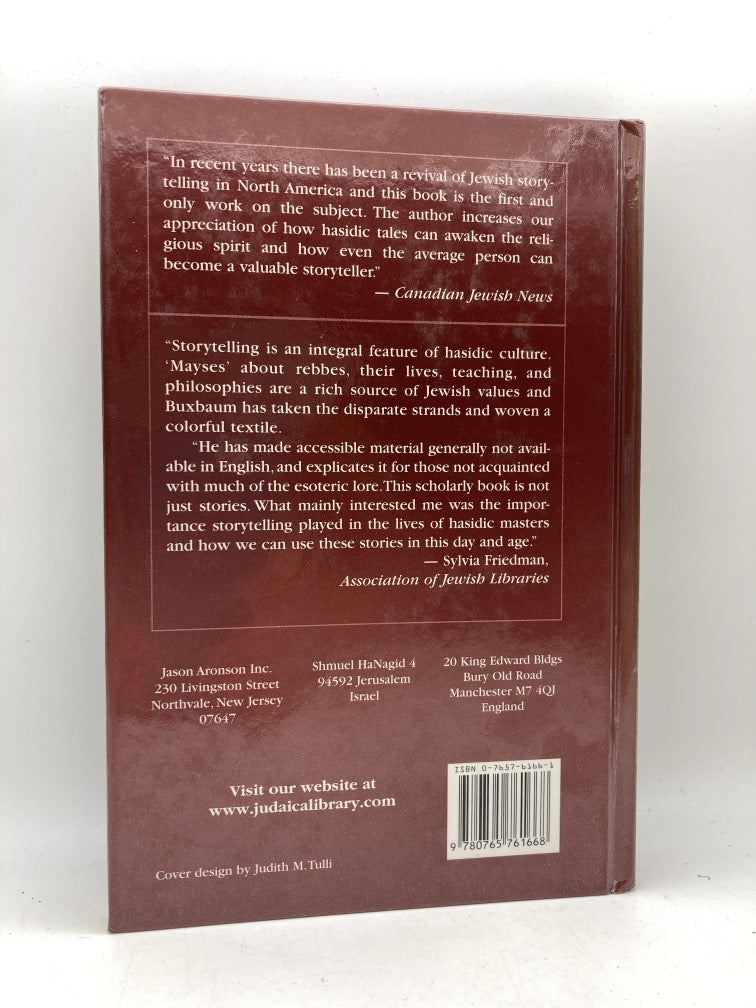 “In recent years there has been a revival of Jewish story-
telling in North America and this book is the first and
only work on the subject. The author increases our
appreciation of how hasidic tales can awaken the reli-
gious spirit and how even the average person can
become a valuable storyteller.”
— Canadian Jewish News
“Storytelling is an integral feature of hasidic culture.
‘Mayses’ about rebbes, their lives, teaching, and
philosophies are a rich source of Jewish values and
Buxbaum has taken the disparate strands and woven a
colorful textile.
“He has made accessible material generally not avail-
able in English, and explicates it for those not acquainted
with much of the esoteric lore. This scholarly book is not
just stories. What mainly interested me was the impor-
tance storytelling played in the lives of hasidic masters
and how we can use these stories in this day and age.”
— Sylvia Friedman,
Association of Jewish Libraries
Jason Aronson Inc.
230 Livingston Street
Northvale, New Jersey
07647
Shmuel HaNagid 4
94592 Jerusalem
Israel
20 King Edward Bldgs
Bury Old Road
Manchester M7 4QJ
England
Visit our website at
www.judaicalibrary.com
ISBN 0-7657-6166-1
9 780765 761668
Cover design by Judith M. Tulli